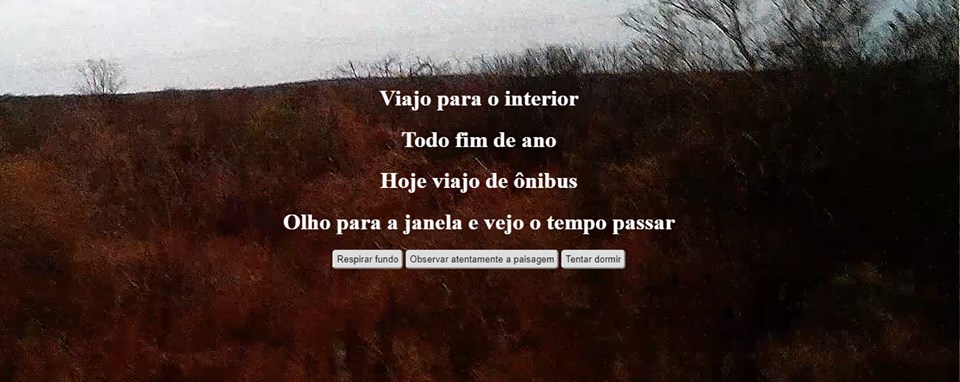 Viajo para o interior
Todo fim de ano
Hoje viajo de ônibus
Olho para a janela e vejo o tempo passar
Respirar fundo Observar atentamente a paisagem Tentar dormir